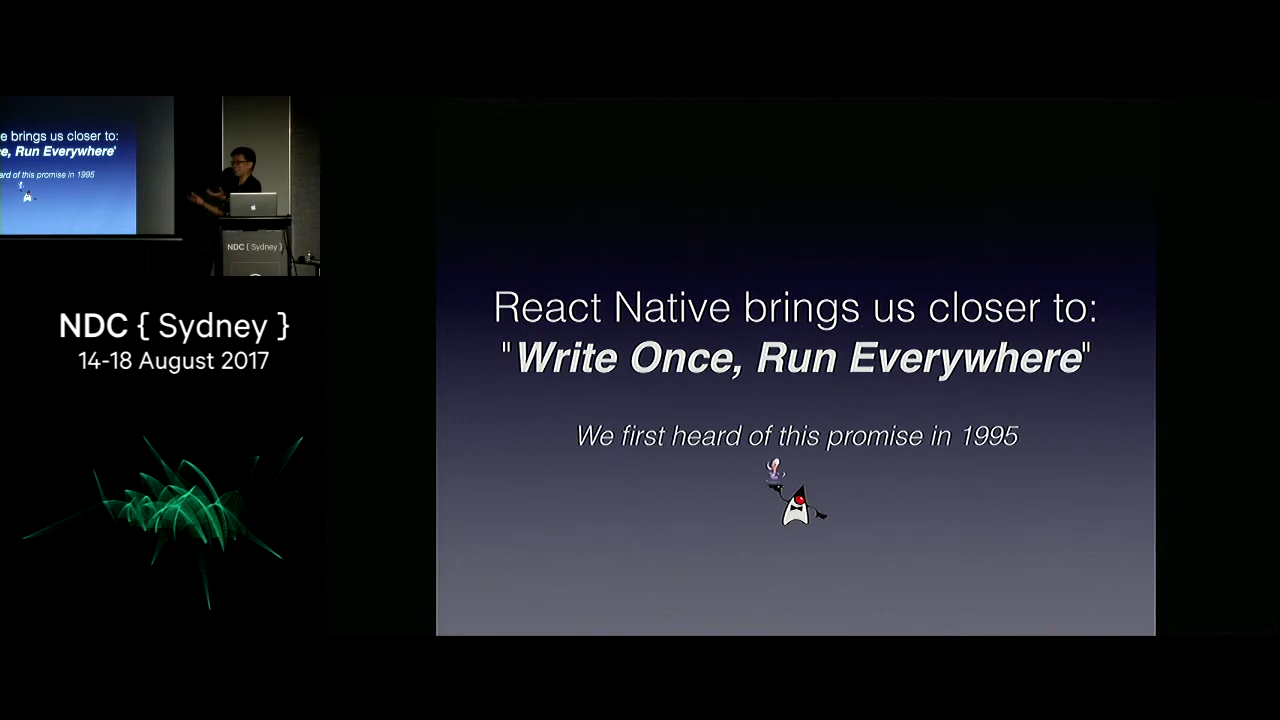 e brings us closer to:
ce, Run Everywhere"
ard of this promise in 1995
NDC { Sydney }
NDC { Sydney }
14-18 August 2017
React Native brings us closer to:
"Write Once, Run Everywhere"
We first heard of this promise in 1995